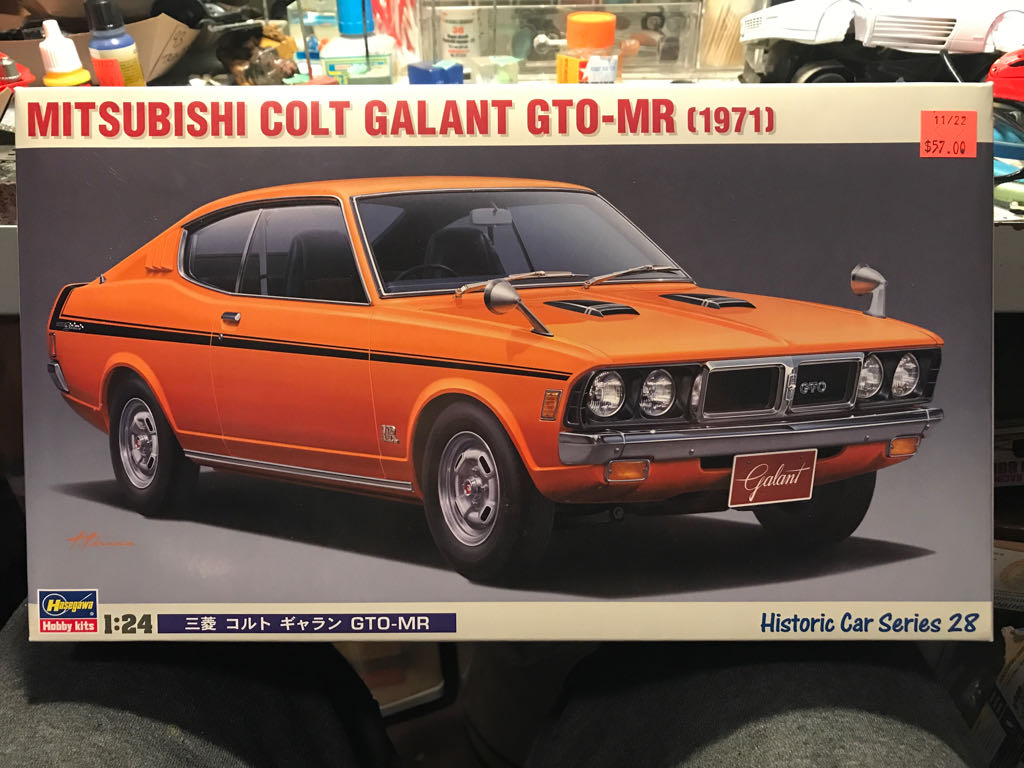 MITSUBISHI COLT GALANT GTO-MR (1971)
11/22
$57.00
GTO
Galant
Hasegawa
Hobby kits
1:24
三菱 コルト ギャラン GTO-MR
Historic Car Series 28